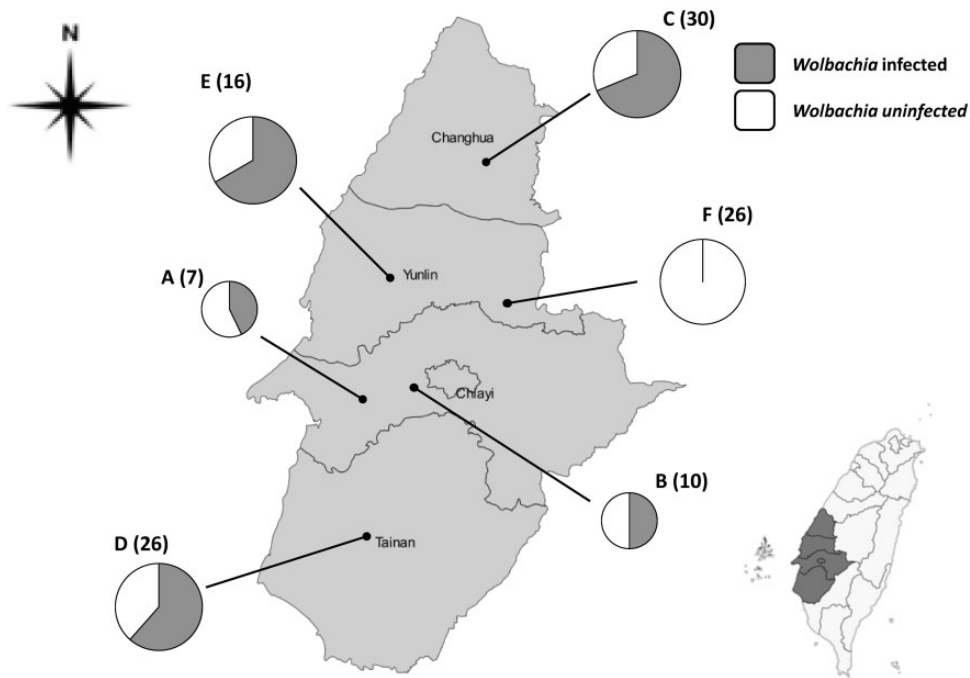 N
C (30)
Wolbachia infected
Wolbachia uninfected
E (16)
Changhua
F (26)
A (7)
Yunlin
Chiayi
B (10)
D (26)
Tainan